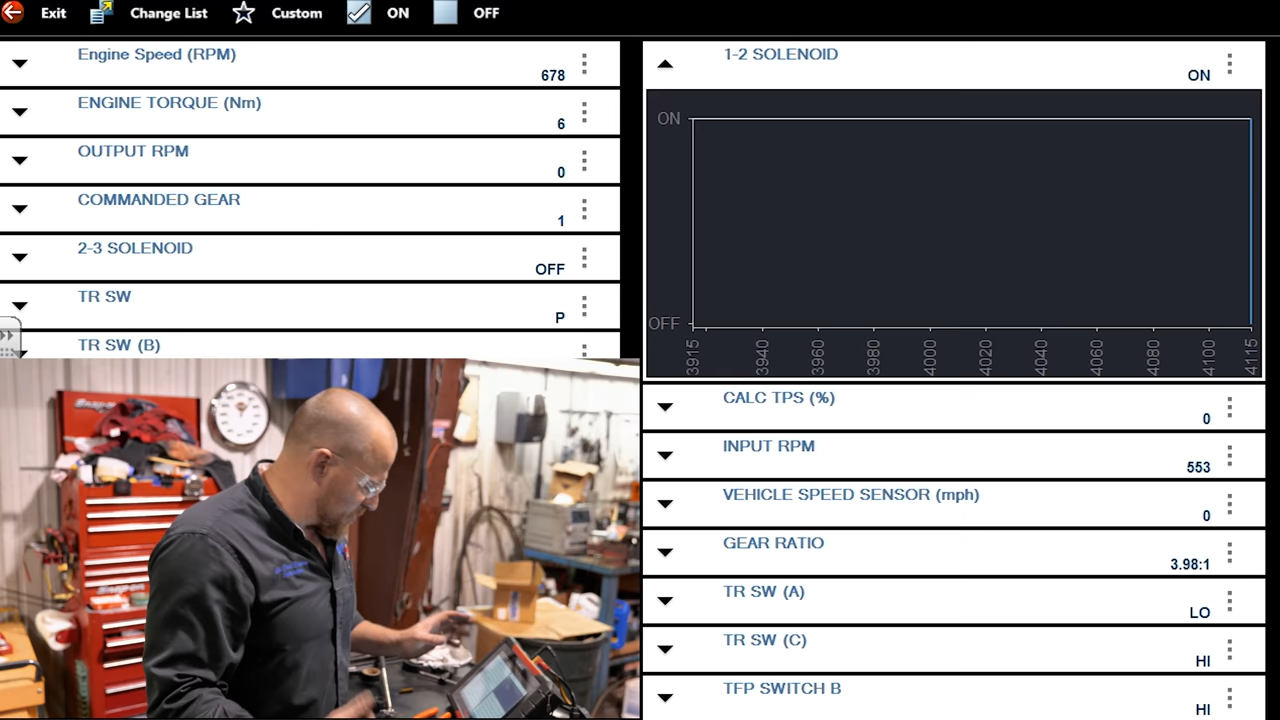 Exit Change List Custom ON OFF
Engine Speed (RPM)
678
ENGINE TORQUE (Nm)
6
OUTPUT RPM
0
COMMANDED GEAR
1
2-3 SOLENOID
OFF
TR SW
P
TR SW (B)
1-2 SOLENOID
ON
ON
OFF
3915 3940 3960 3980 4000 4020 4040 4060 4080 4100 4115
CALC TPS (%)
0
INPUT RPM
553
VEHICLE SPEED SENSOR (mph)
0
GEAR RATIO
3.98:1
TR SW (A)
LO
TR SW (C)
HI
TFP SWITCH B
HI